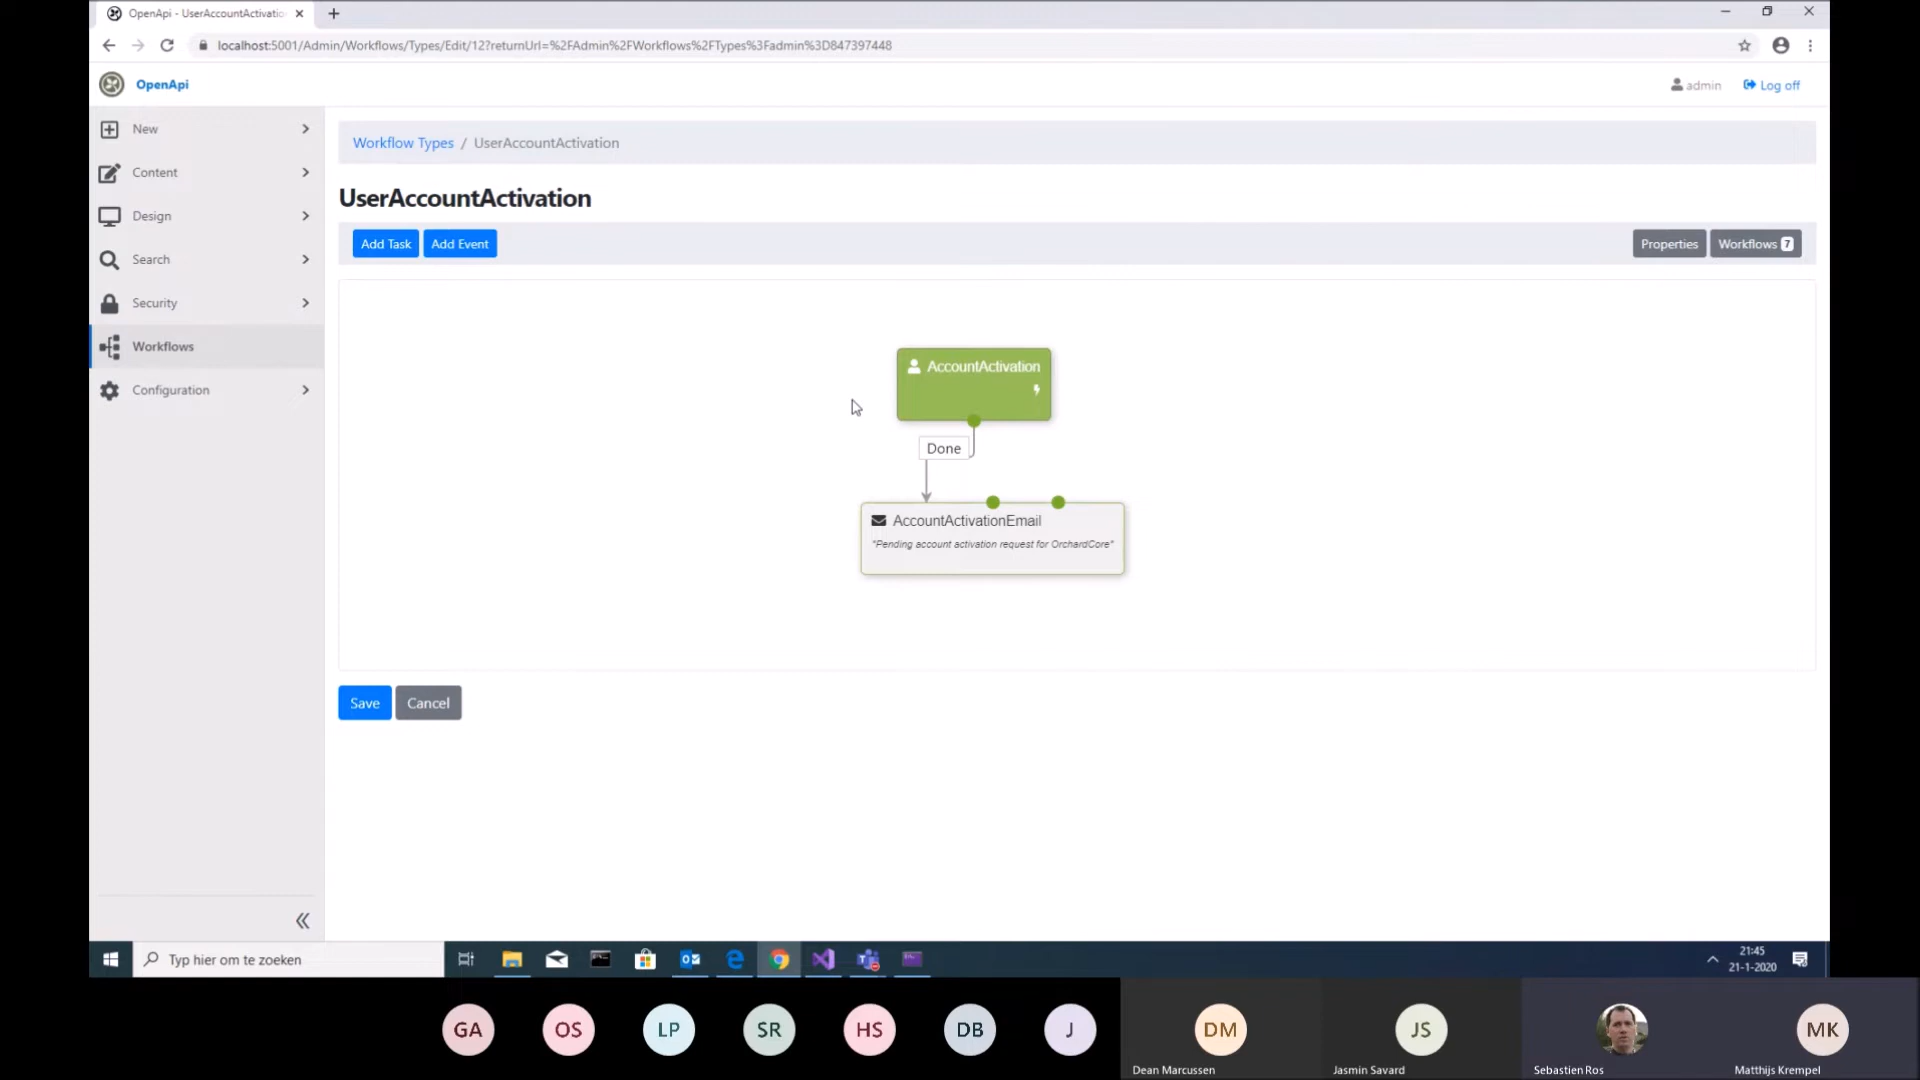 OpenApi - UserAccountActivatio
localhost:5001/Admin/Workflows/Types/Edit/12?returnUrl=%2FAdmin%2FWorkflows%2FTypes%3Fadmin%3D847397448
OpenApi
admin
Log off
New
Content
Design
Search
Security
Workflows
Configuration
Workflow Types / UserAccountActivation
UserAccountActivation
Add Task
Add Event
Properties
Workflows 7
AccountActivation
Done
AccountActivationEmail
"Pending account activation request for OrchardCore"
Save
Cancel
Typ hier om te zoeken
21:45
21-1-2020
GA
OS
LP
SR
HS
DB
J
DM
JS
MK
Dean Marcussen
Jasmin Savard
Sebastien Ros
Matthijs Krempel